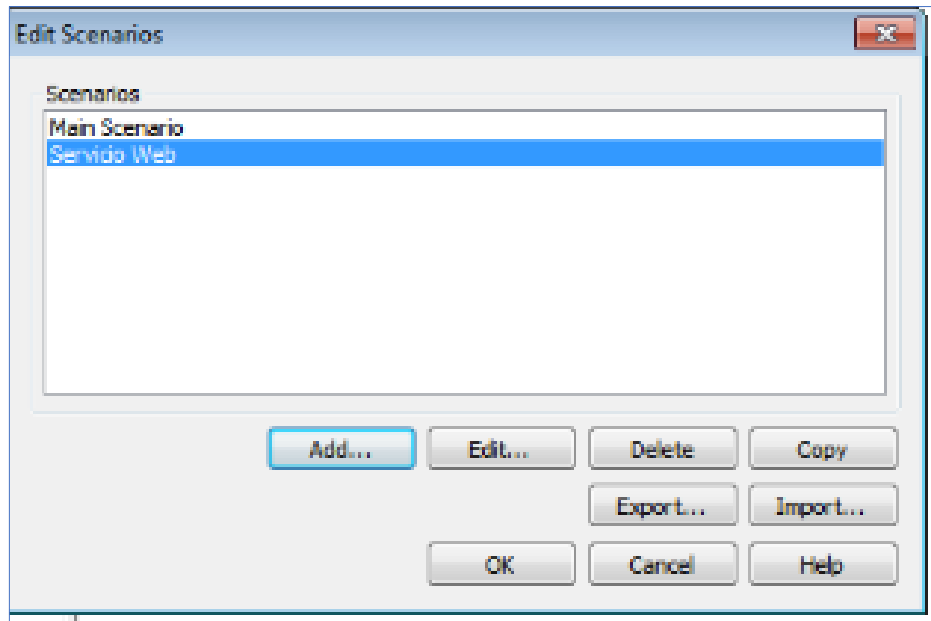 Edit Scenarios
Scenarios
Main Scenario
Servicio Web
Add... Edit... Delete Copy
Export... Import...
OK Cancel Help